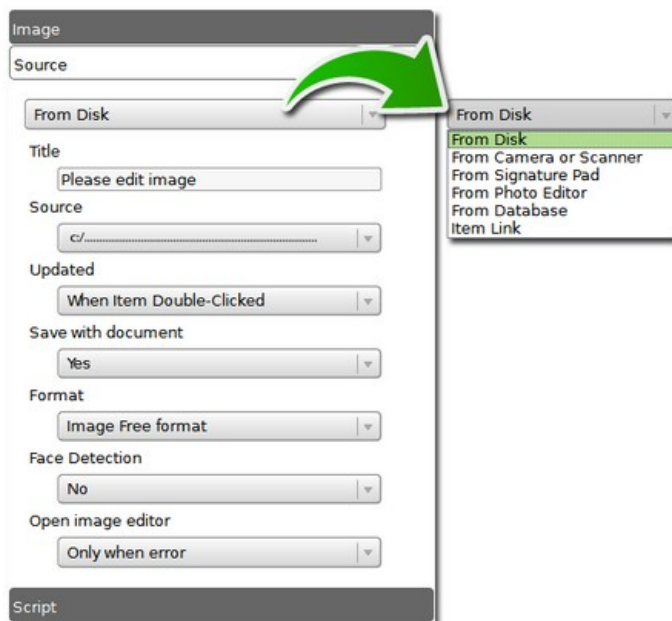 Image
Source
From Disk
Title
Please edit image
Source
c:/...............................................................................
Updated
When Item Double-Clicked
Save with document
Yes
Format
Image Free format
Face Detection
No
Open image editor
Only when error
Script
From Disk
From Disk
From Camera or Scanner
From Signature Pad
From Photo Editor
From Database
Item Link